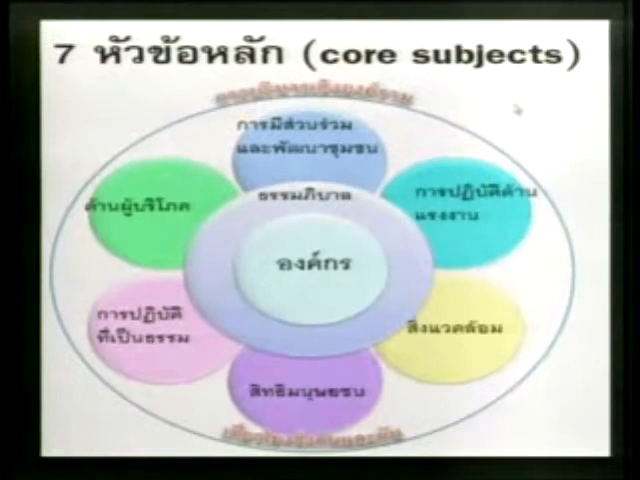 7 หัวข้อหลัก (core subjects)
การมีส่วนร่วม
และพัฒนาชุมชน
ด้านผู้บริโภค
ธรรมภิบาล
การปฏิบัติด้าน
แรงงาน
องค์กร
การปฏิบัติ
ที่เป็นธรรม
สิ่งแวดล้อม
สิทธิมนุษยชน